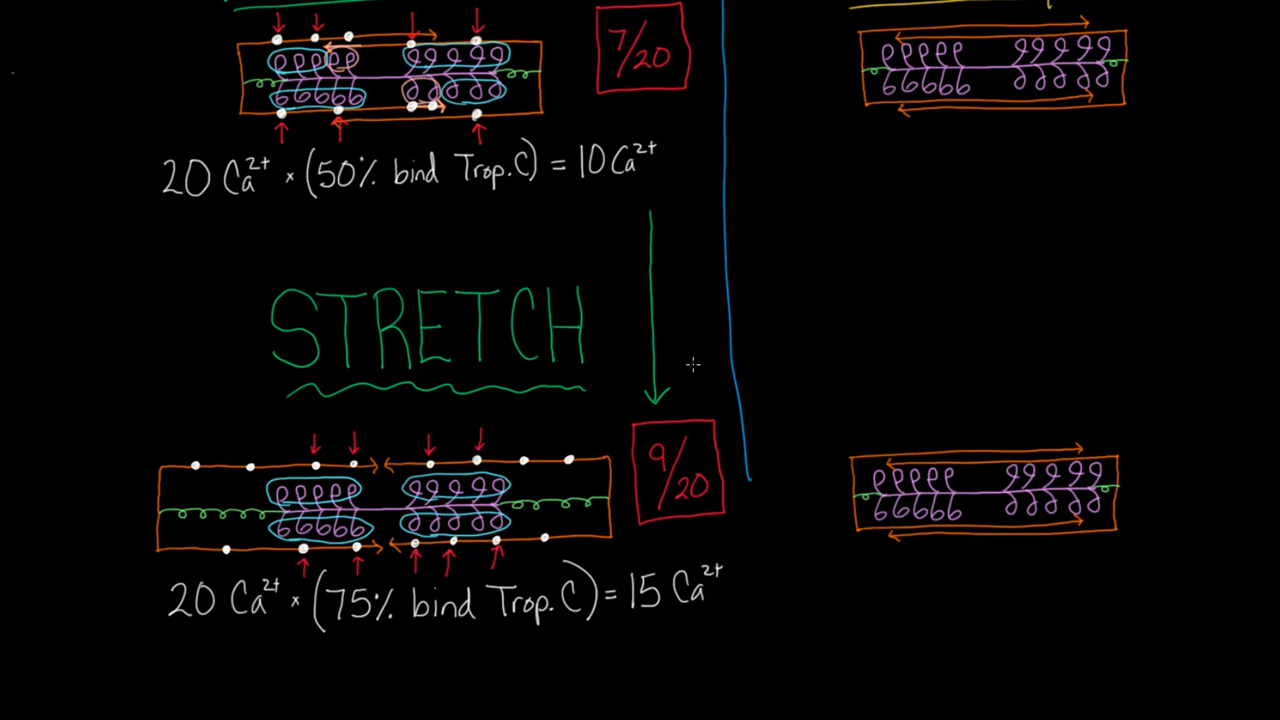 7/20
20 Ca²⁺ × (50% bind Trop. C) = 10 Ca²⁺
STRETCH
9/20
20 Ca²⁺ × (75% bind Trop. C) = 15 Ca²⁺